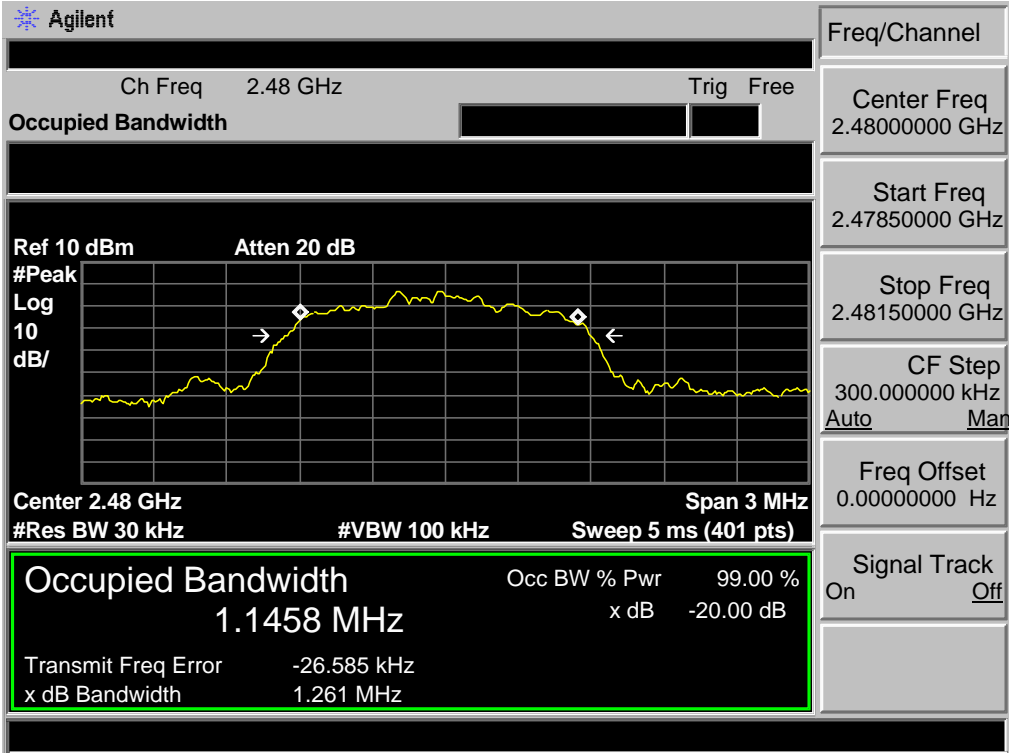 Agilent
Freq/Channel
Ch Freq 2.48 GHz Trig Free
Occupied Bandwidth
Center Freq
2.48000000 GHz
Start Freq
2.47850000 GHz
Ref 10 dBm Atten 20 dB
#Peak
Log
10
dB/
Stop Freq
2.48150000 GHz
CF Step
300.000000 kHz
Auto Man
Freq Offset
0.00000000 Hz
Center 2.48 GHz Span 3 MHz
#Res BW 30 kHz #VBW 100 kHz Sweep 5 ms (401 pts)
Signal Track
On Off
Occupied Bandwidth
1.1458 MHz
Occ BW % Pwr 99.00 %
x dB -20.00 dB
Transmit Freq Error -26.585 kHz
x dB Bandwidth 1.261 MHz